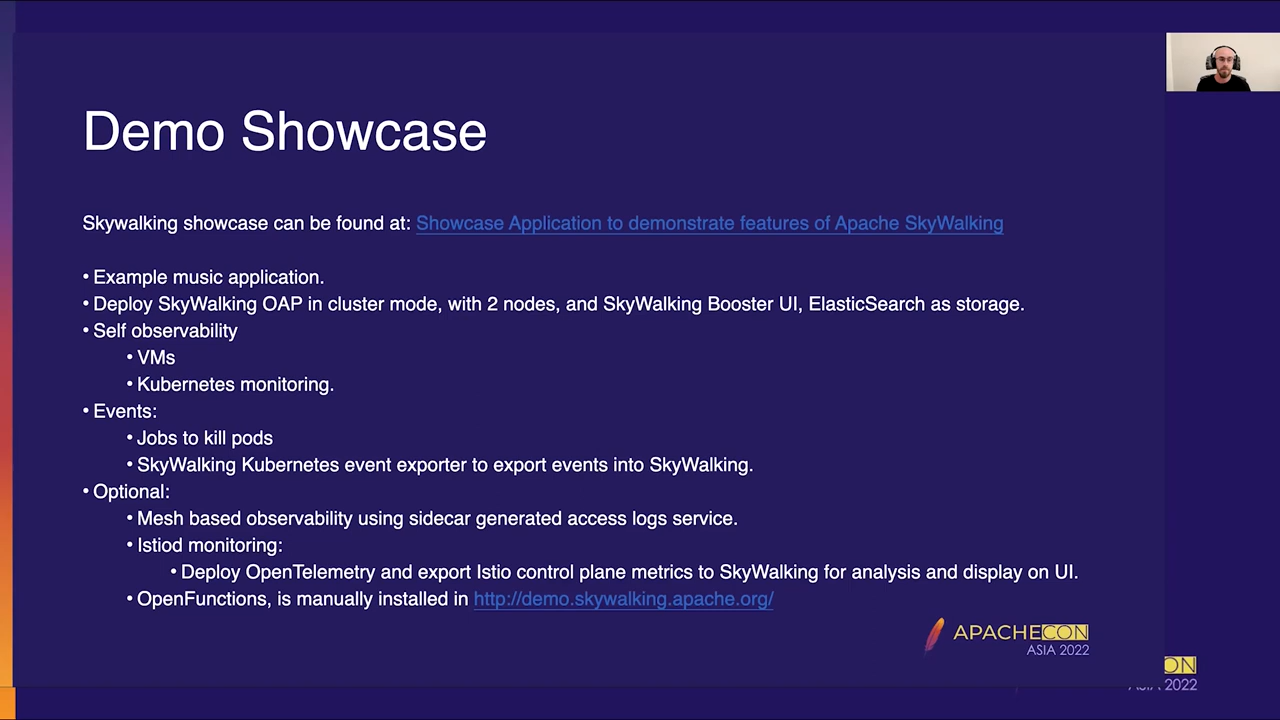 Demo Showcase
Skywalking showcase can be found at: Showcase Application to demonstrate features of Apache SkyWalking
• Example music application.
• Deploy SkyWalking OAP in cluster mode, with 2 nodes, and SkyWalking Booster UI, ElasticSearch as storage.
• Self observability
• VMs
• Kubernetes monitoring.
• Events:
• Jobs to kill pods
• SkyWalking Kubernetes event exporter to export events into SkyWalking.
• Optional:
• Mesh based observability using sidecar generated access logs service.
• Istiod monitoring:
• Deploy OpenTelemetry and export Istio control plane metrics to SkyWalking for analysis and display on UI.
• OpenFunctions, is manually installed in http://demo.skywalking.apache.org/
APACHECON
ASIA 2022
ON
ASIA 2022